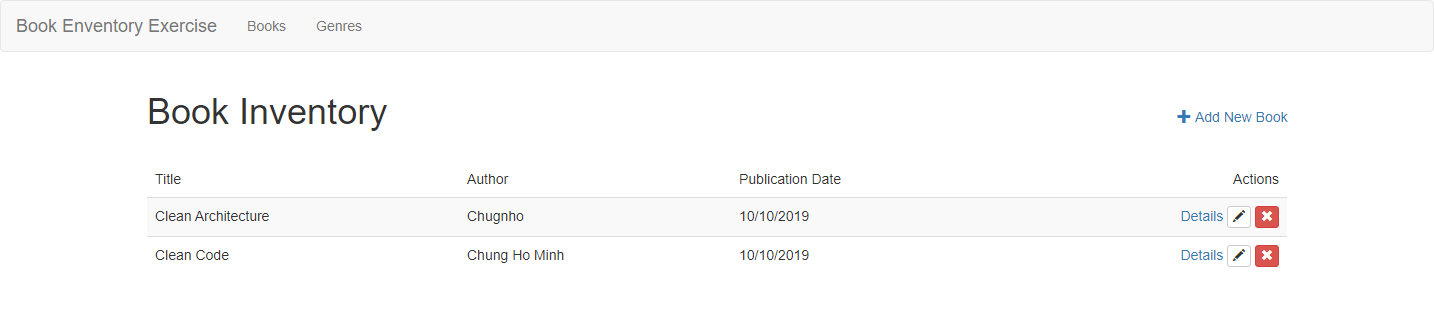 Book Enventory Exercise Books Genres
Book Inventory
Add New Book
Title Author Publication Date Actions
Clean Architecture Chugnho 10/10/2019 Details
Clean Code Chung Ho Minh 10/10/2019 Details